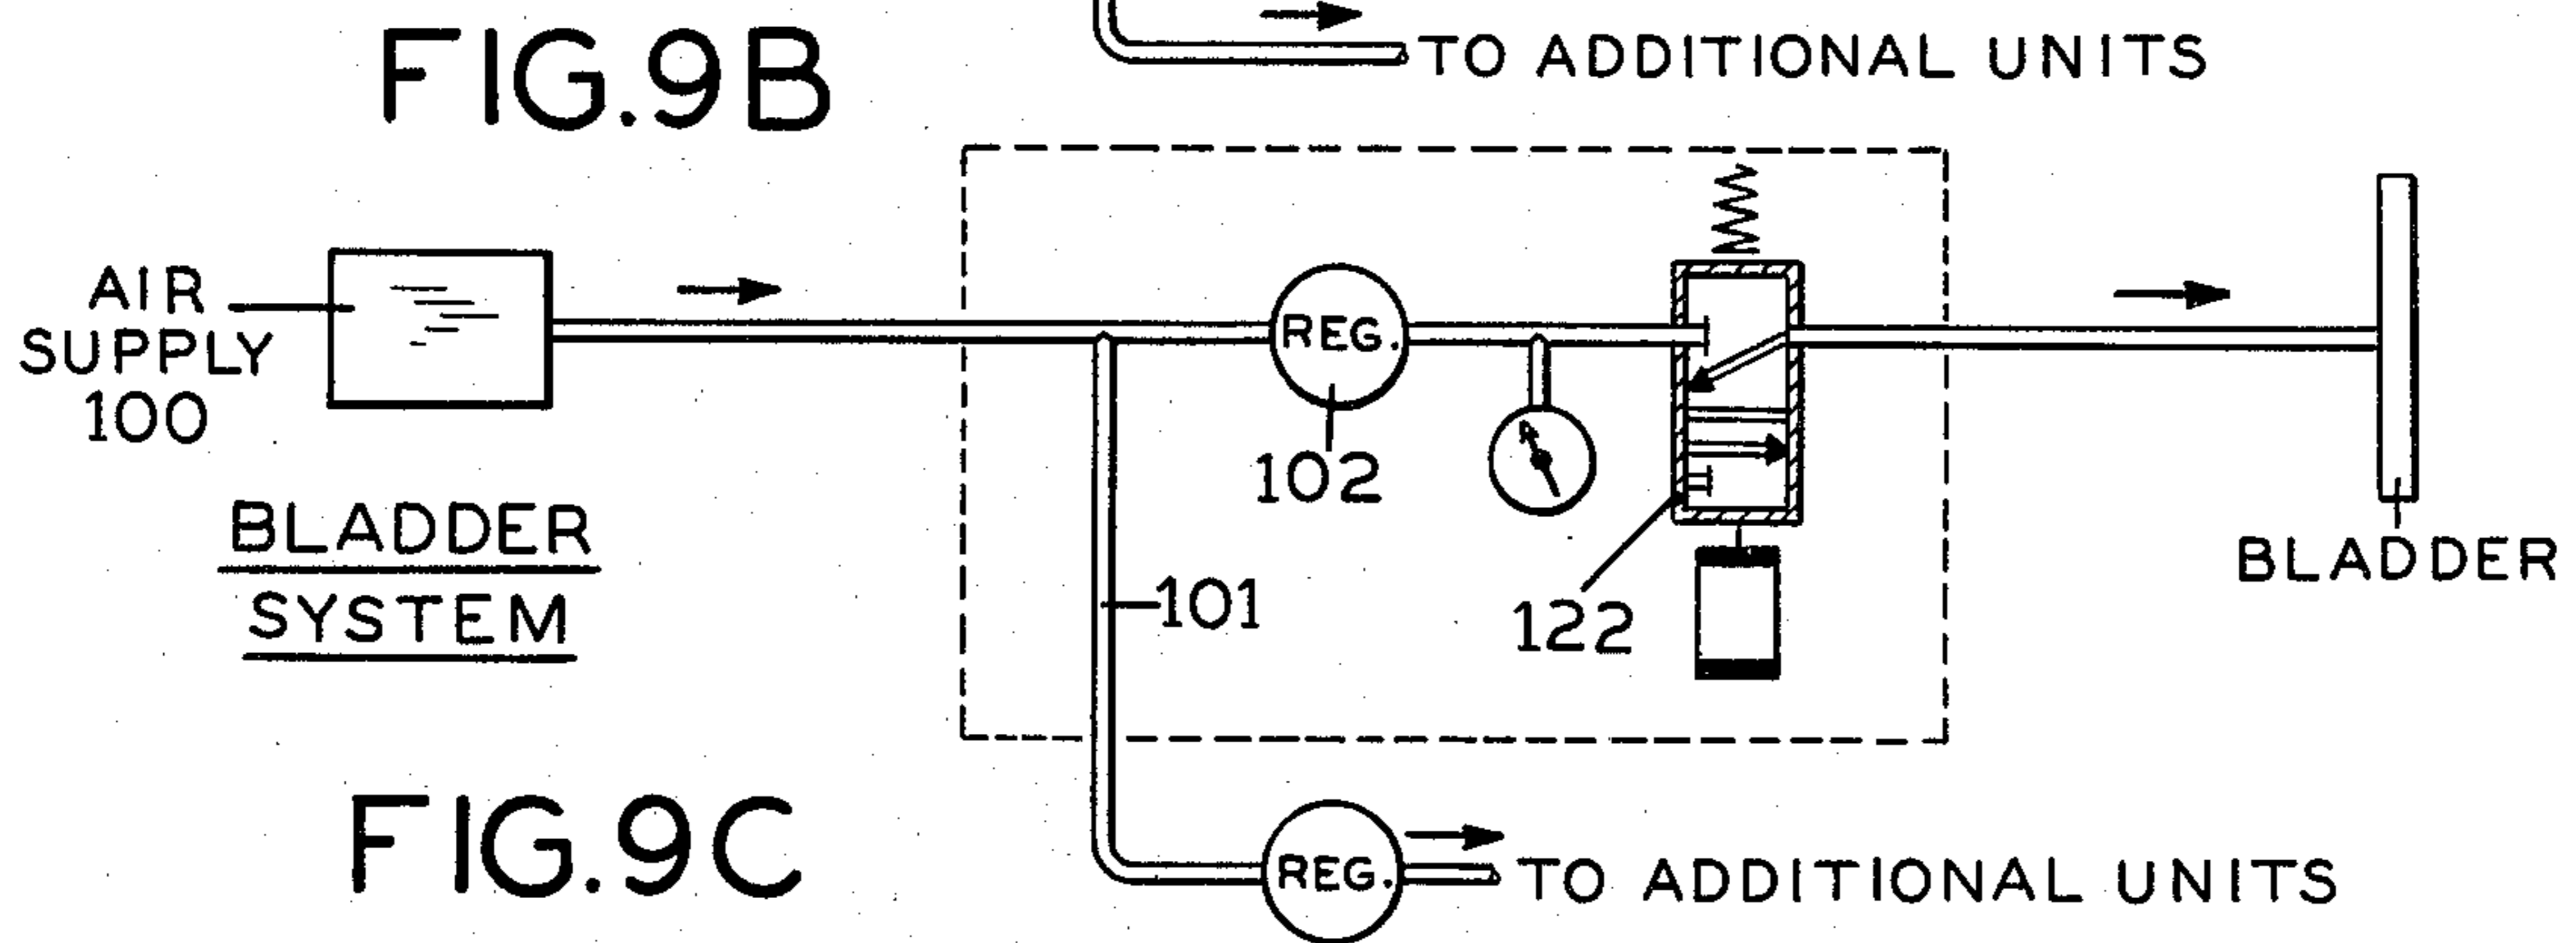 FIG.9B
TO ADDITIONAL UNITS
AIR
SUPPLY
100
REG.
102
BLADDER
SYSTEM
101
122
BLADDER
FIG.9C
REG.
TO ADDITIONAL UNITS